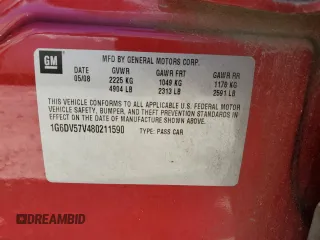 GM
MFD BY GENERAL MOTORS CORP.
DATE GVWR GAWR FRT GAWR RR
05/08 2225 KG 1049 KG 1176 KG
4904 LB 2313 LB 2591 LB
THIS VEHICLE CONFORMS TO ALL APPLICABLE U.S. FEDERAL MOTOR
VEHICLE SAFETY, BUMPER, AND THEFT PREVENTION STANDARDS IN
EFFECT ON THE DATE OF MANUFACTURE SHOWN ABOVE.
1G6DV57V480211590 TYPE: PASS CAR
DREAMBID